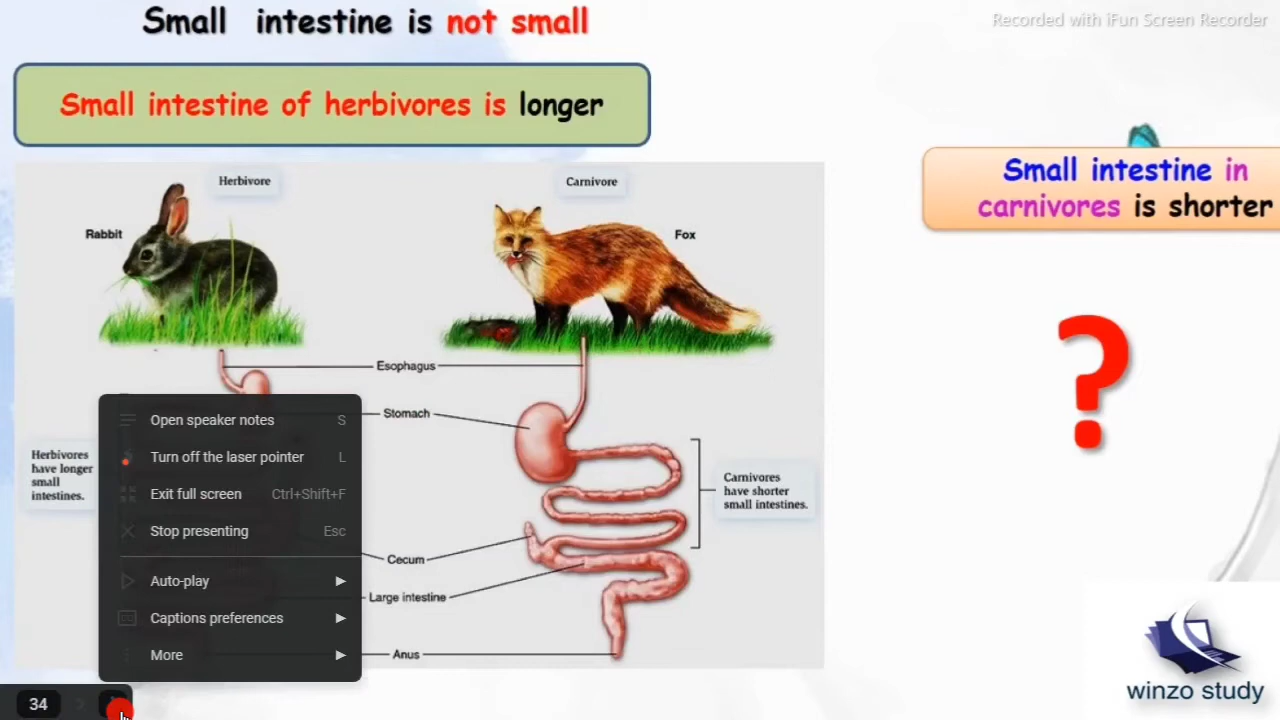 Small intestine is not small
Recorded with iFun Screen Recorder
Small intestine of herbivores is longer
Small intestine in
carnivores is shorter
Herbivore
Carnivore
Rabbit
Fox
Esophagus
Stomach
Herbivores
have longer
small
intestines.
Carnivores
have shorter
small intestines.
Cecum
Large intestine
Anus
?
Open speaker notes S
Turn off the laser pointer L
Exit full screen Ctrl+Shift+F
Stop presenting Esc
Auto-play
Captions preferences
More
34
winzo study